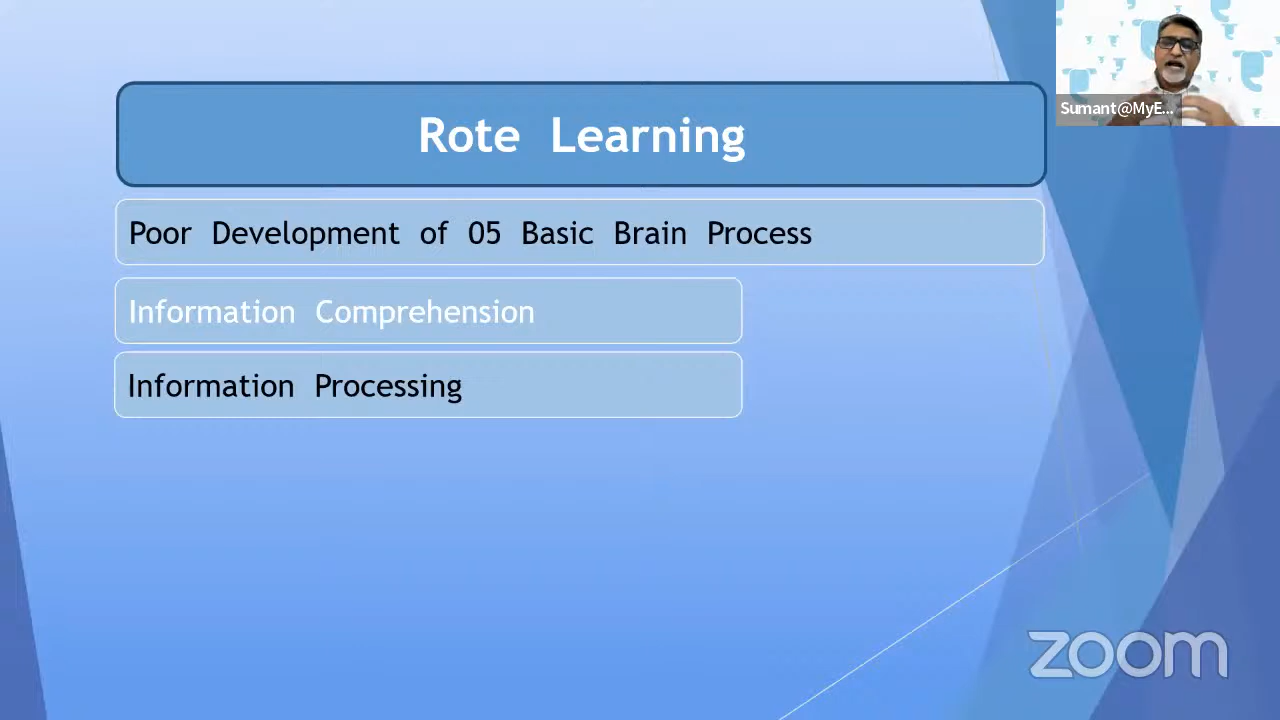 Rote Learning
Sumant@MyE...
Poor Development of 05 Basic Brain Process
Information Comprehension
Information Processing
zoom